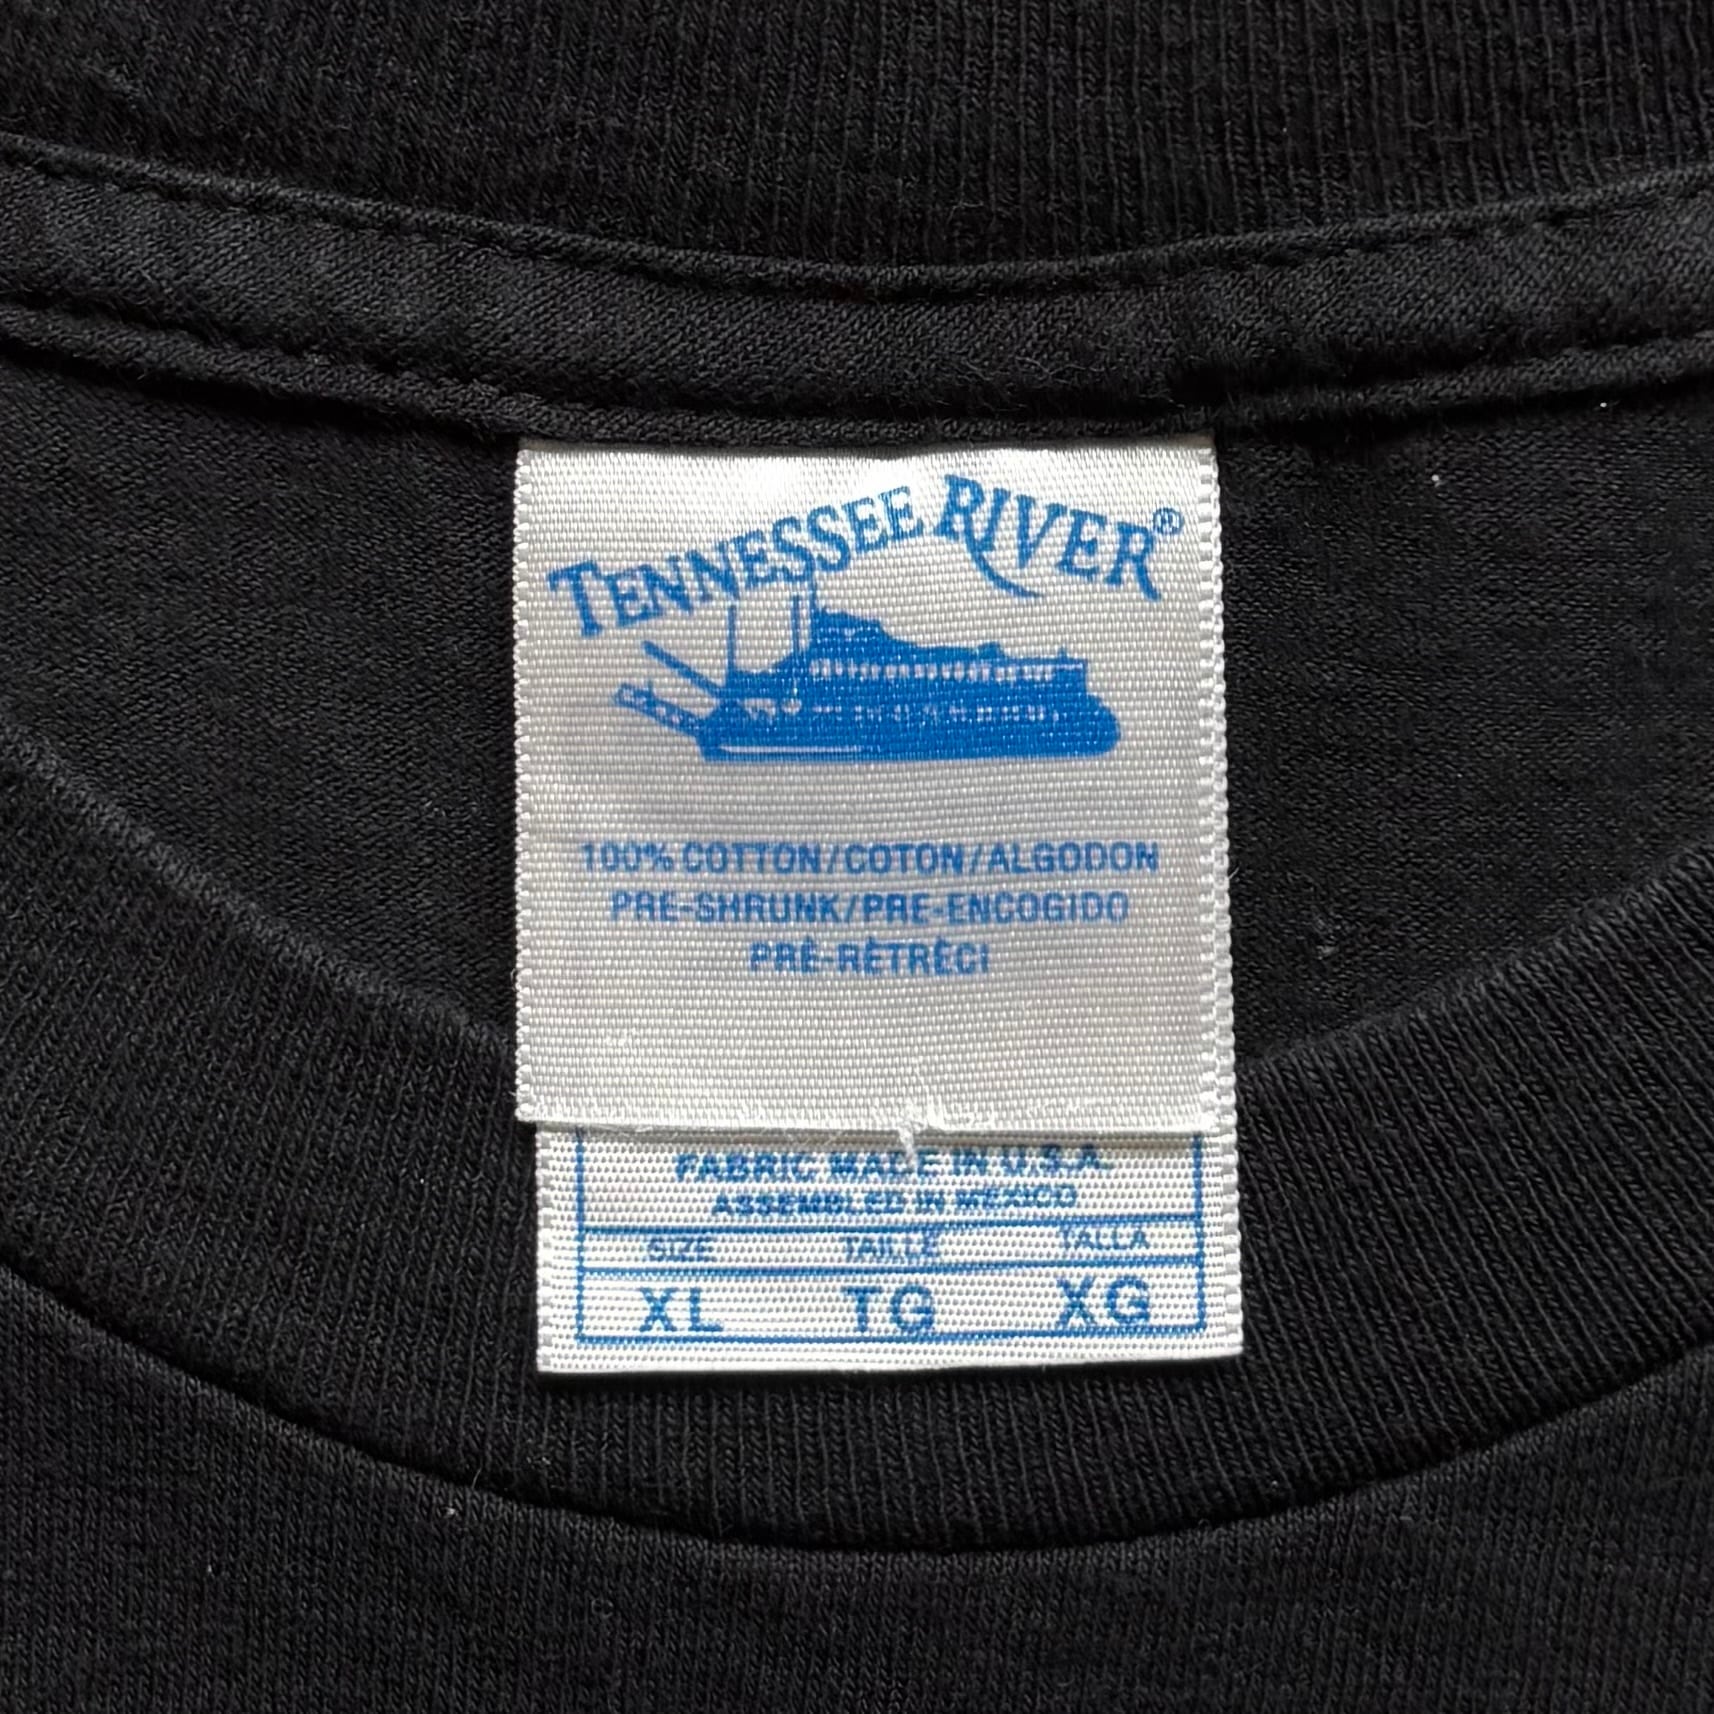 TENNESSEE RIVER®
100% COTTON/COTON/ALGODON
PRE-SHRUNK/PRE-ENCOGIDO
PRÉ-RÉTRÉCI
FABRIC MADE IN U.S.A.
ASSEMBLED IN MEXICO
SIZE TAILLE TALLA
XL TG XG